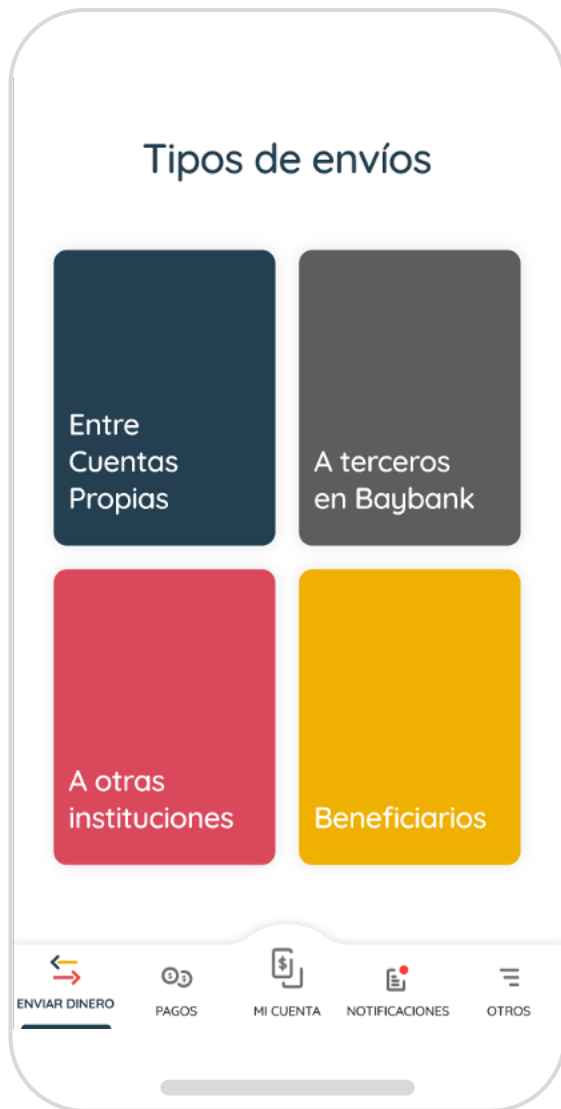 Tipos de envíos
Entre
Cuentas
Propias
A terceros
en Baybank
A otras
instituciones
Beneficiarios
ENVIAR DINERO
PAGOS
MI CUENTA
NOTIFICACIONES
OTROS